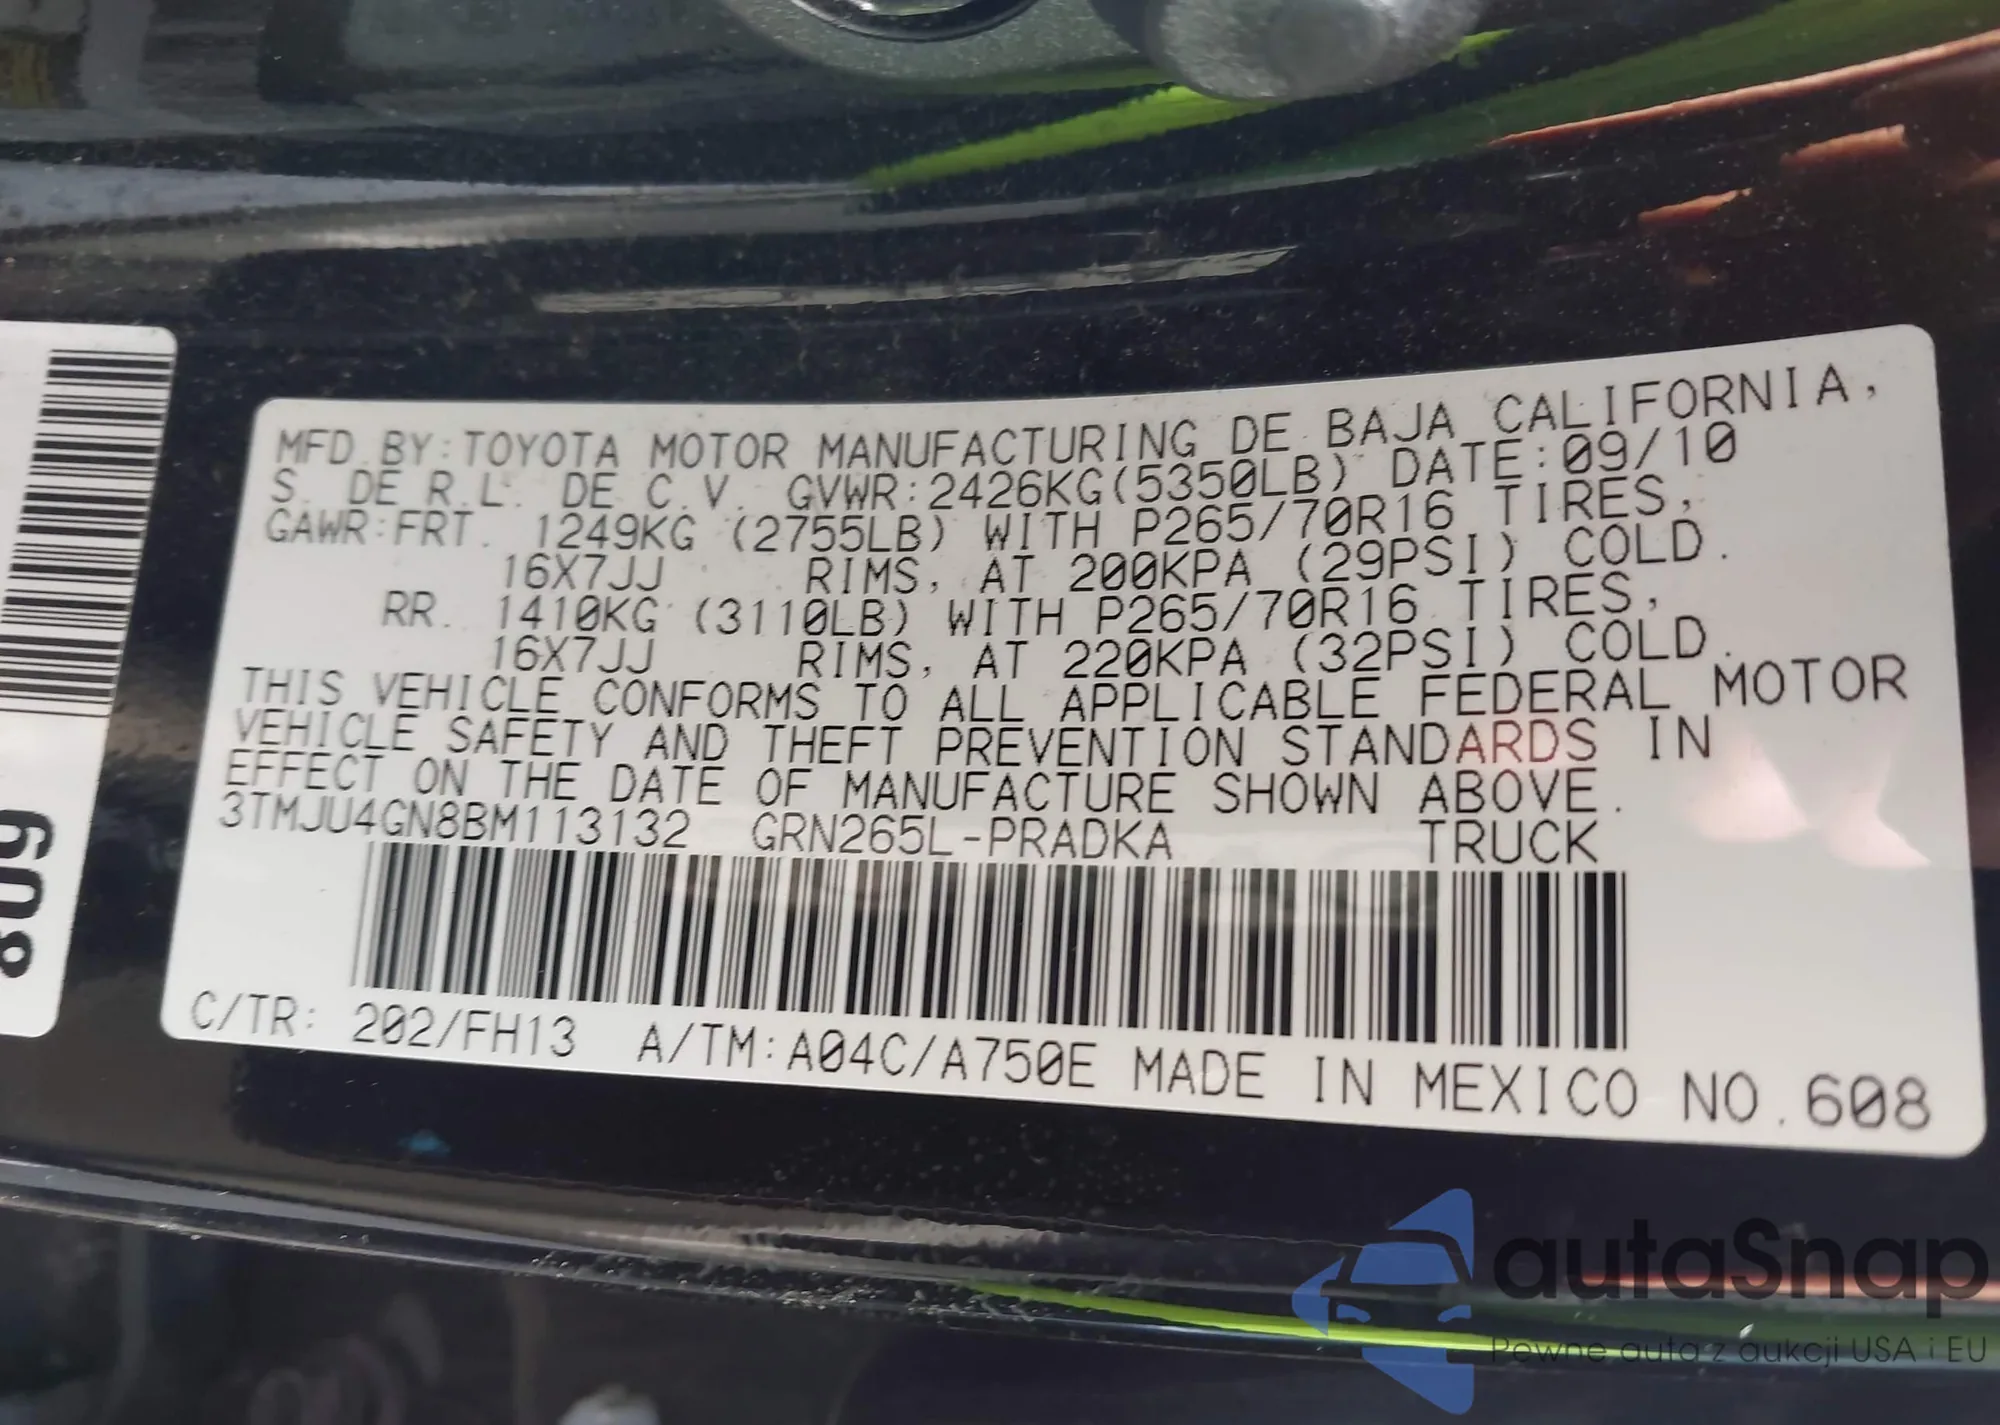 MFD.BY:TOYOTA MOTOR MANUFACTURING DE BAJA CALIFORNIA,
S. DE R.L. DE C.V. GVWR:2426KG(5350LB) DATE:09/10
GAWR:FRT. 1249KG (2755LB) WITH P265/70R16 TIRES,
16X7JJ RIMS, AT 200KPA (29PSI) COLD.
RR. 1410KG (3110LB) WITH P265/70R16 TIRES,
16X7JJ RIMS, AT 220KPA (32PSI) COLD.
THIS VEHICLE CONFORMS TO ALL APPLICABLE FEDERAL MOTOR
VEHICLE SAFETY AND THEFT PREVENTION STANDARDS IN
EFFECT ON THE DATE OF MANUFACTURE SHOWN ABOVE.
3TMJU4GN8BM113132 GRN265L-PRADKA TRUCK
C/TR: 202/FH13 A/TM:A04C/A750E MADE IN MEXICO NO.608
809
autaSnap
Pewne auta z aukcji USA i EU